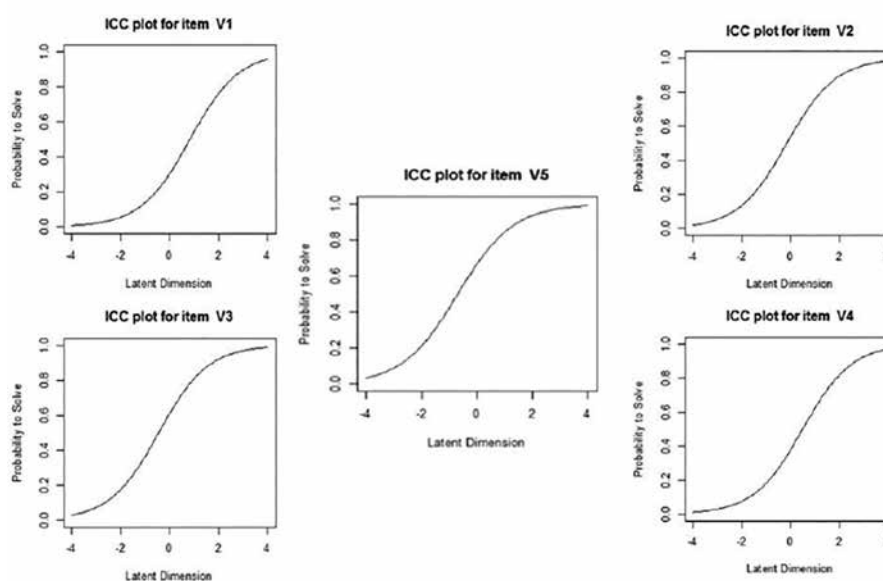 ICC plot for item V1
Probability to Solve
1.0
0.8
0.6
0.4
0.2
0.0
-4 -2 0 2 4
Latent Dimension
ICC plot for item V2
Probability to Solve
1.0
0.8
0.6
0.4
0.2
0.0
-4 -2 0 2
Latent Dimension
ICC plot for item V5
Probability to Solve
1.0
0.8
0.6
0.4
0.2
0.0
-4 -2 0 2 4
Latent Dimension
ICC plot for item V3
Probability to Solve
1.0
0.8
0.6
0.4
0.2
0.0
-4 -2 0 2 4
Latent Dimension
ICC plot for item V4
Probability to Solve
1.0
0.8
0.6
0.4
0.2
0.0
-4 -2 0 2
Latent Dimension